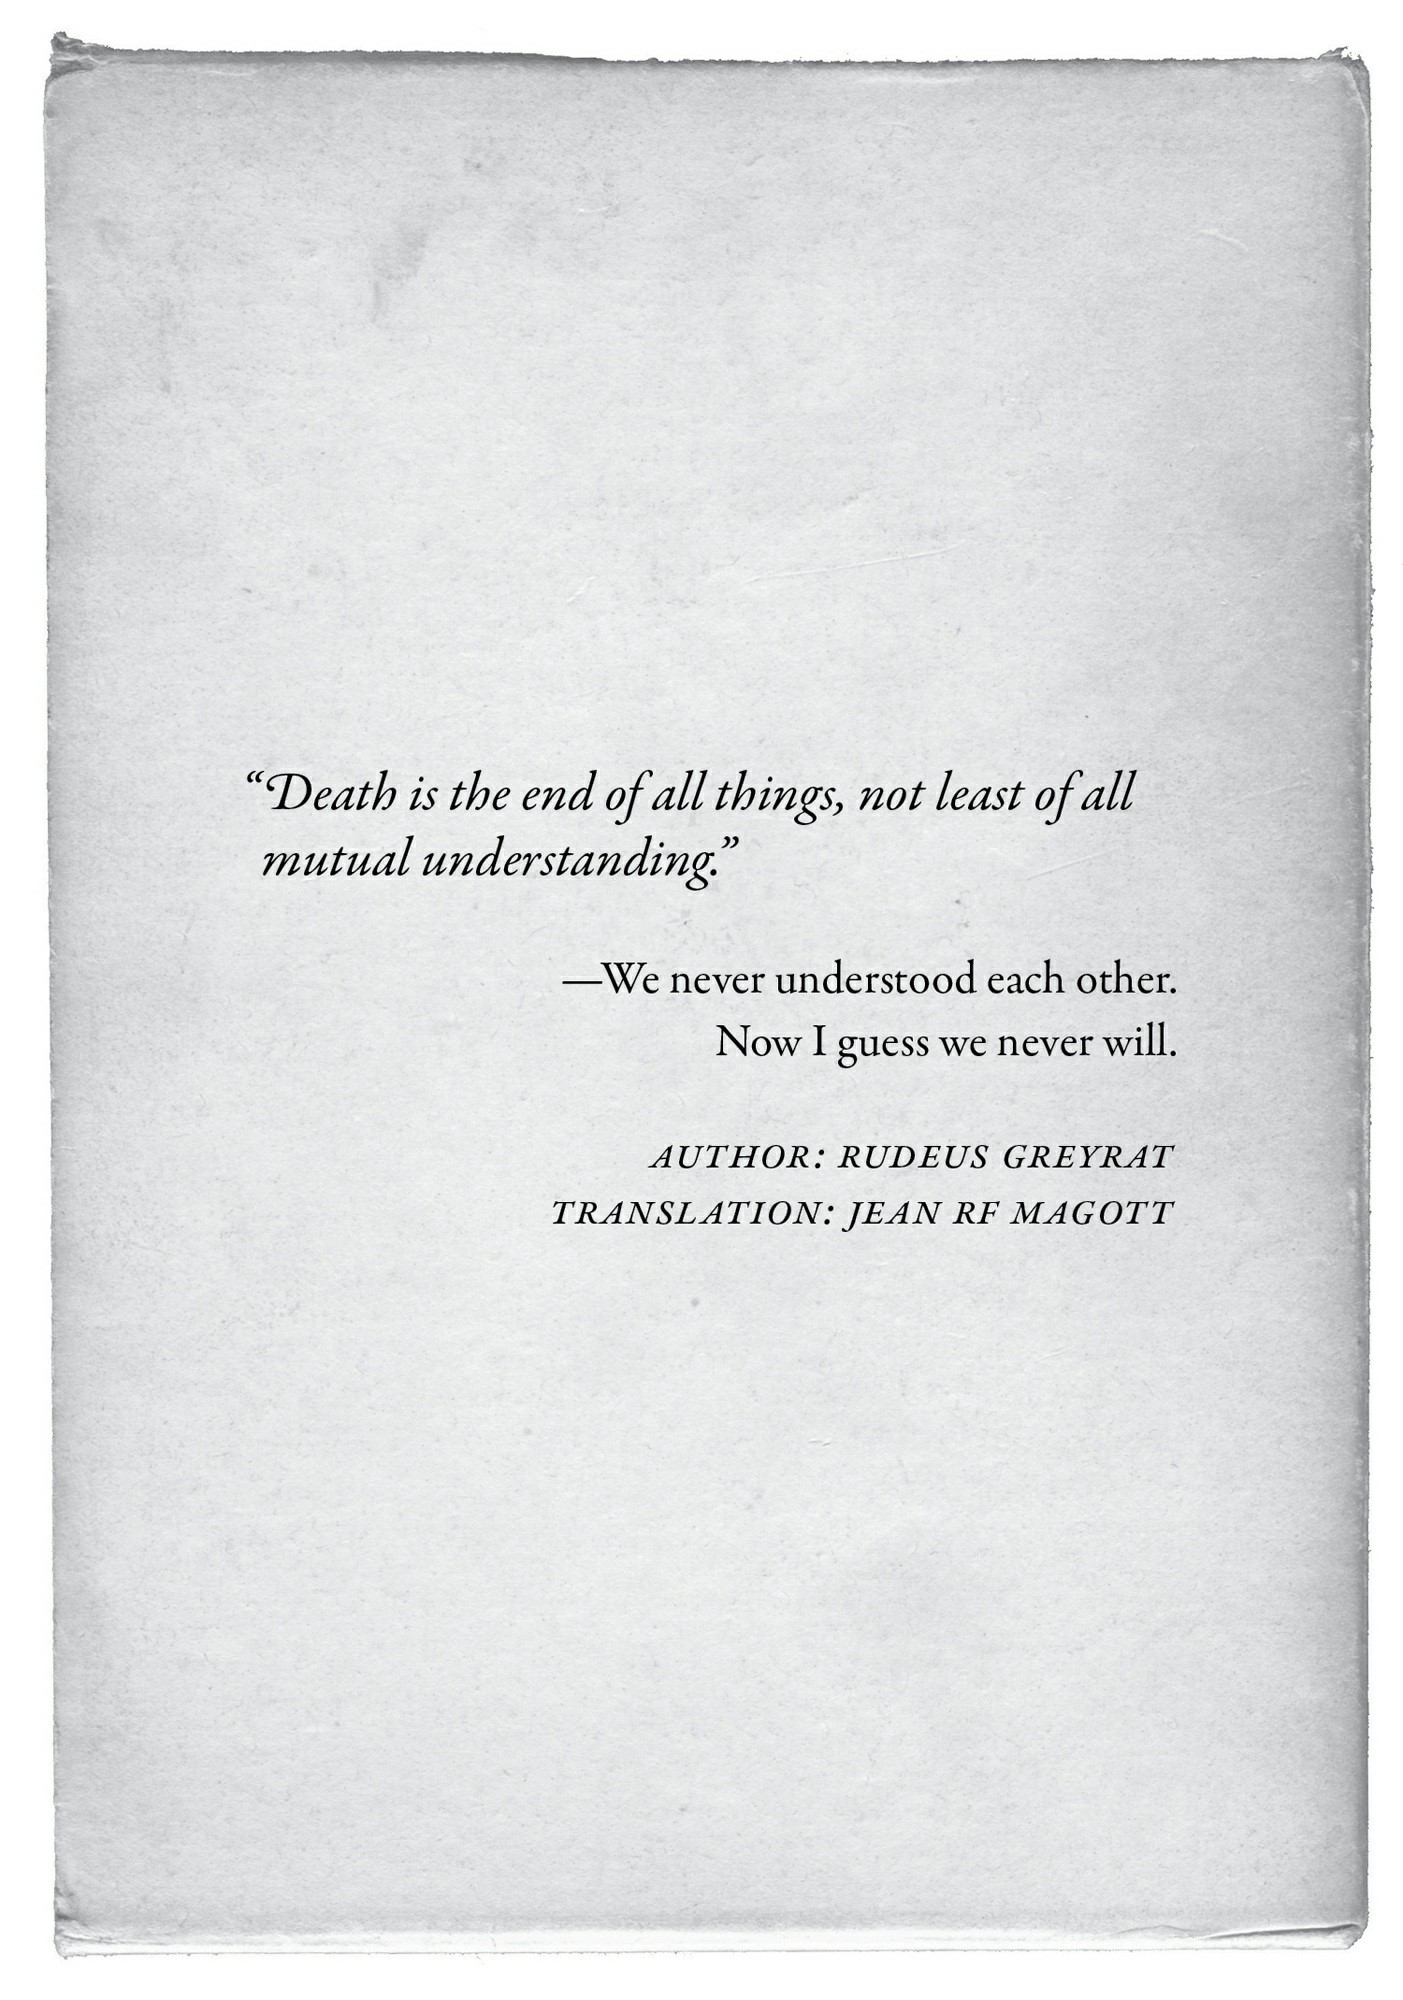 “Death is the end of all things, not least of all
mutual understanding.”
—We never understood each other.
Now I guess we never will.
AUTHOR: RUDEUS GREYRAT
TRANSLATION: JEAN RF MAGOTT